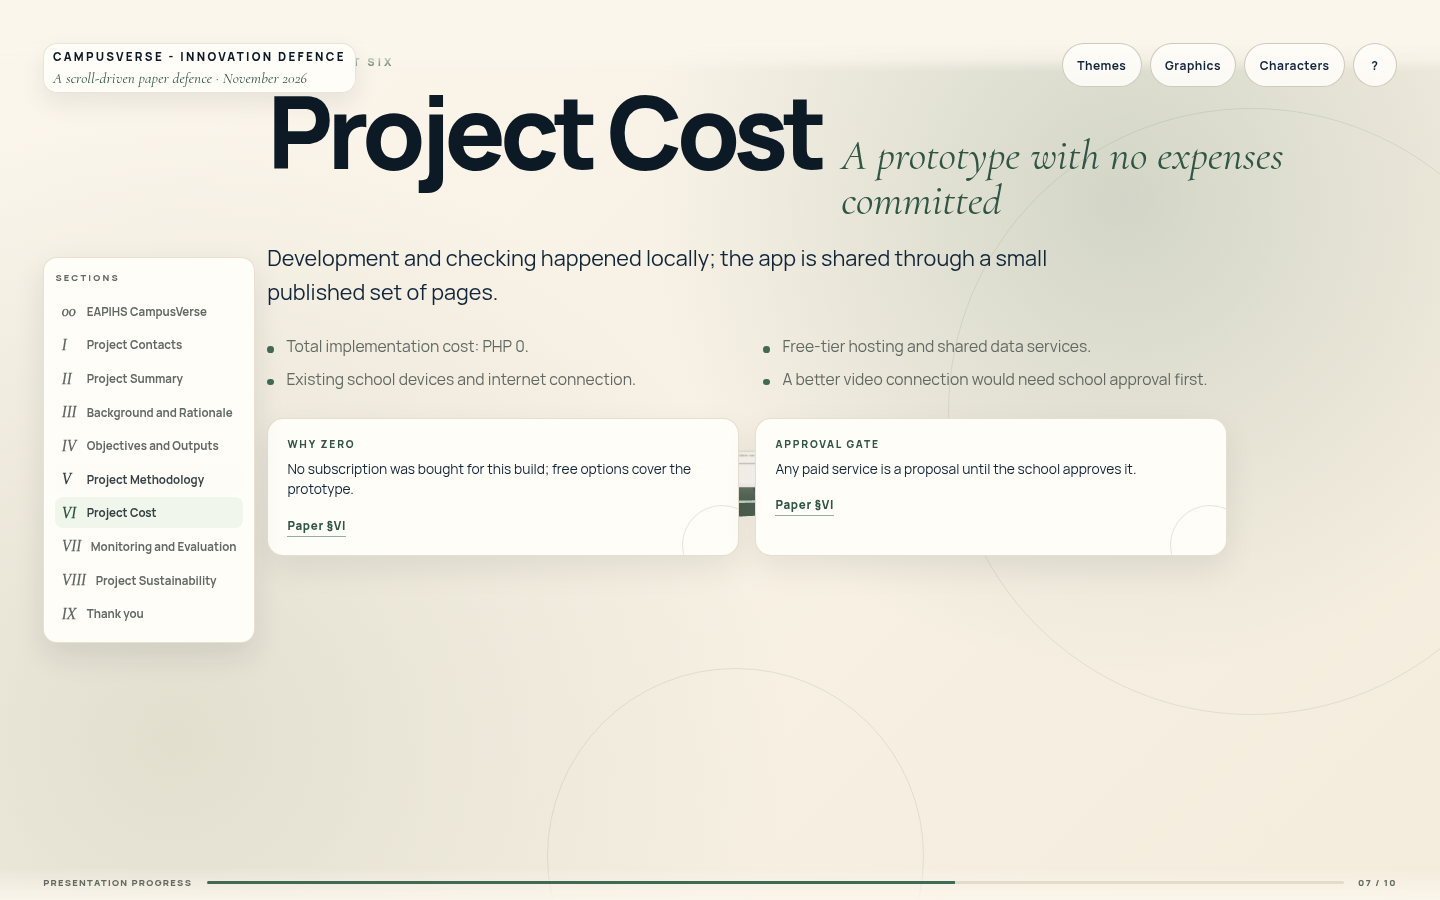 CAMPUSVERSE - INNOVATION DEFENCE
A scroll-driven paper defence · November 2026
SIX
Themes
Graphics
Characters
?
Project Cost
A prototype with no expenses
committed
Development and checking happened locally; the app is shared through a small
published set of pages.
SECTIONS
00 EAPIHS CampusVerse
I Project Contacts
II Project Summary
III Background and Rationale
IV Objectives and Outputs
V Project Methodology
VI Project Cost
VII Monitoring and Evaluation
VIII Project Sustainability
IX Thank you
Total implementation cost: PHP 0.
Existing school devices and internet connection.
Free-tier hosting and shared data services.
A better video connection would need school approval first.
WHY ZERO
No subscription was bought for this build; free options cover the
prototype.
Paper §VI
APPROVAL GATE
Any paid service is a proposal until the school approves it.
Paper §VI
PRESENTATION PROGRESS
07 / 10